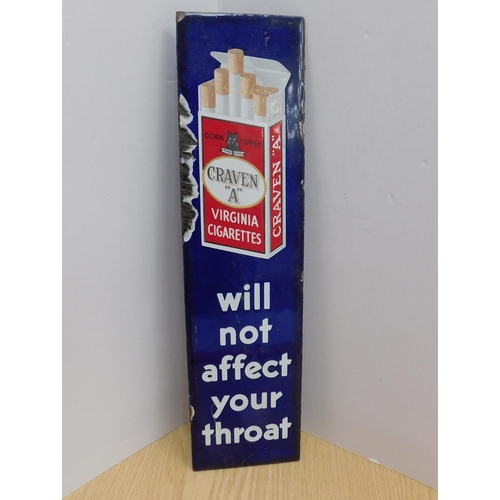 CORK TIPPED
CRAVEN
"A"
VIRGINIA
CIGARETTES
CRAVEN "A"
will
not
affect
your
throat